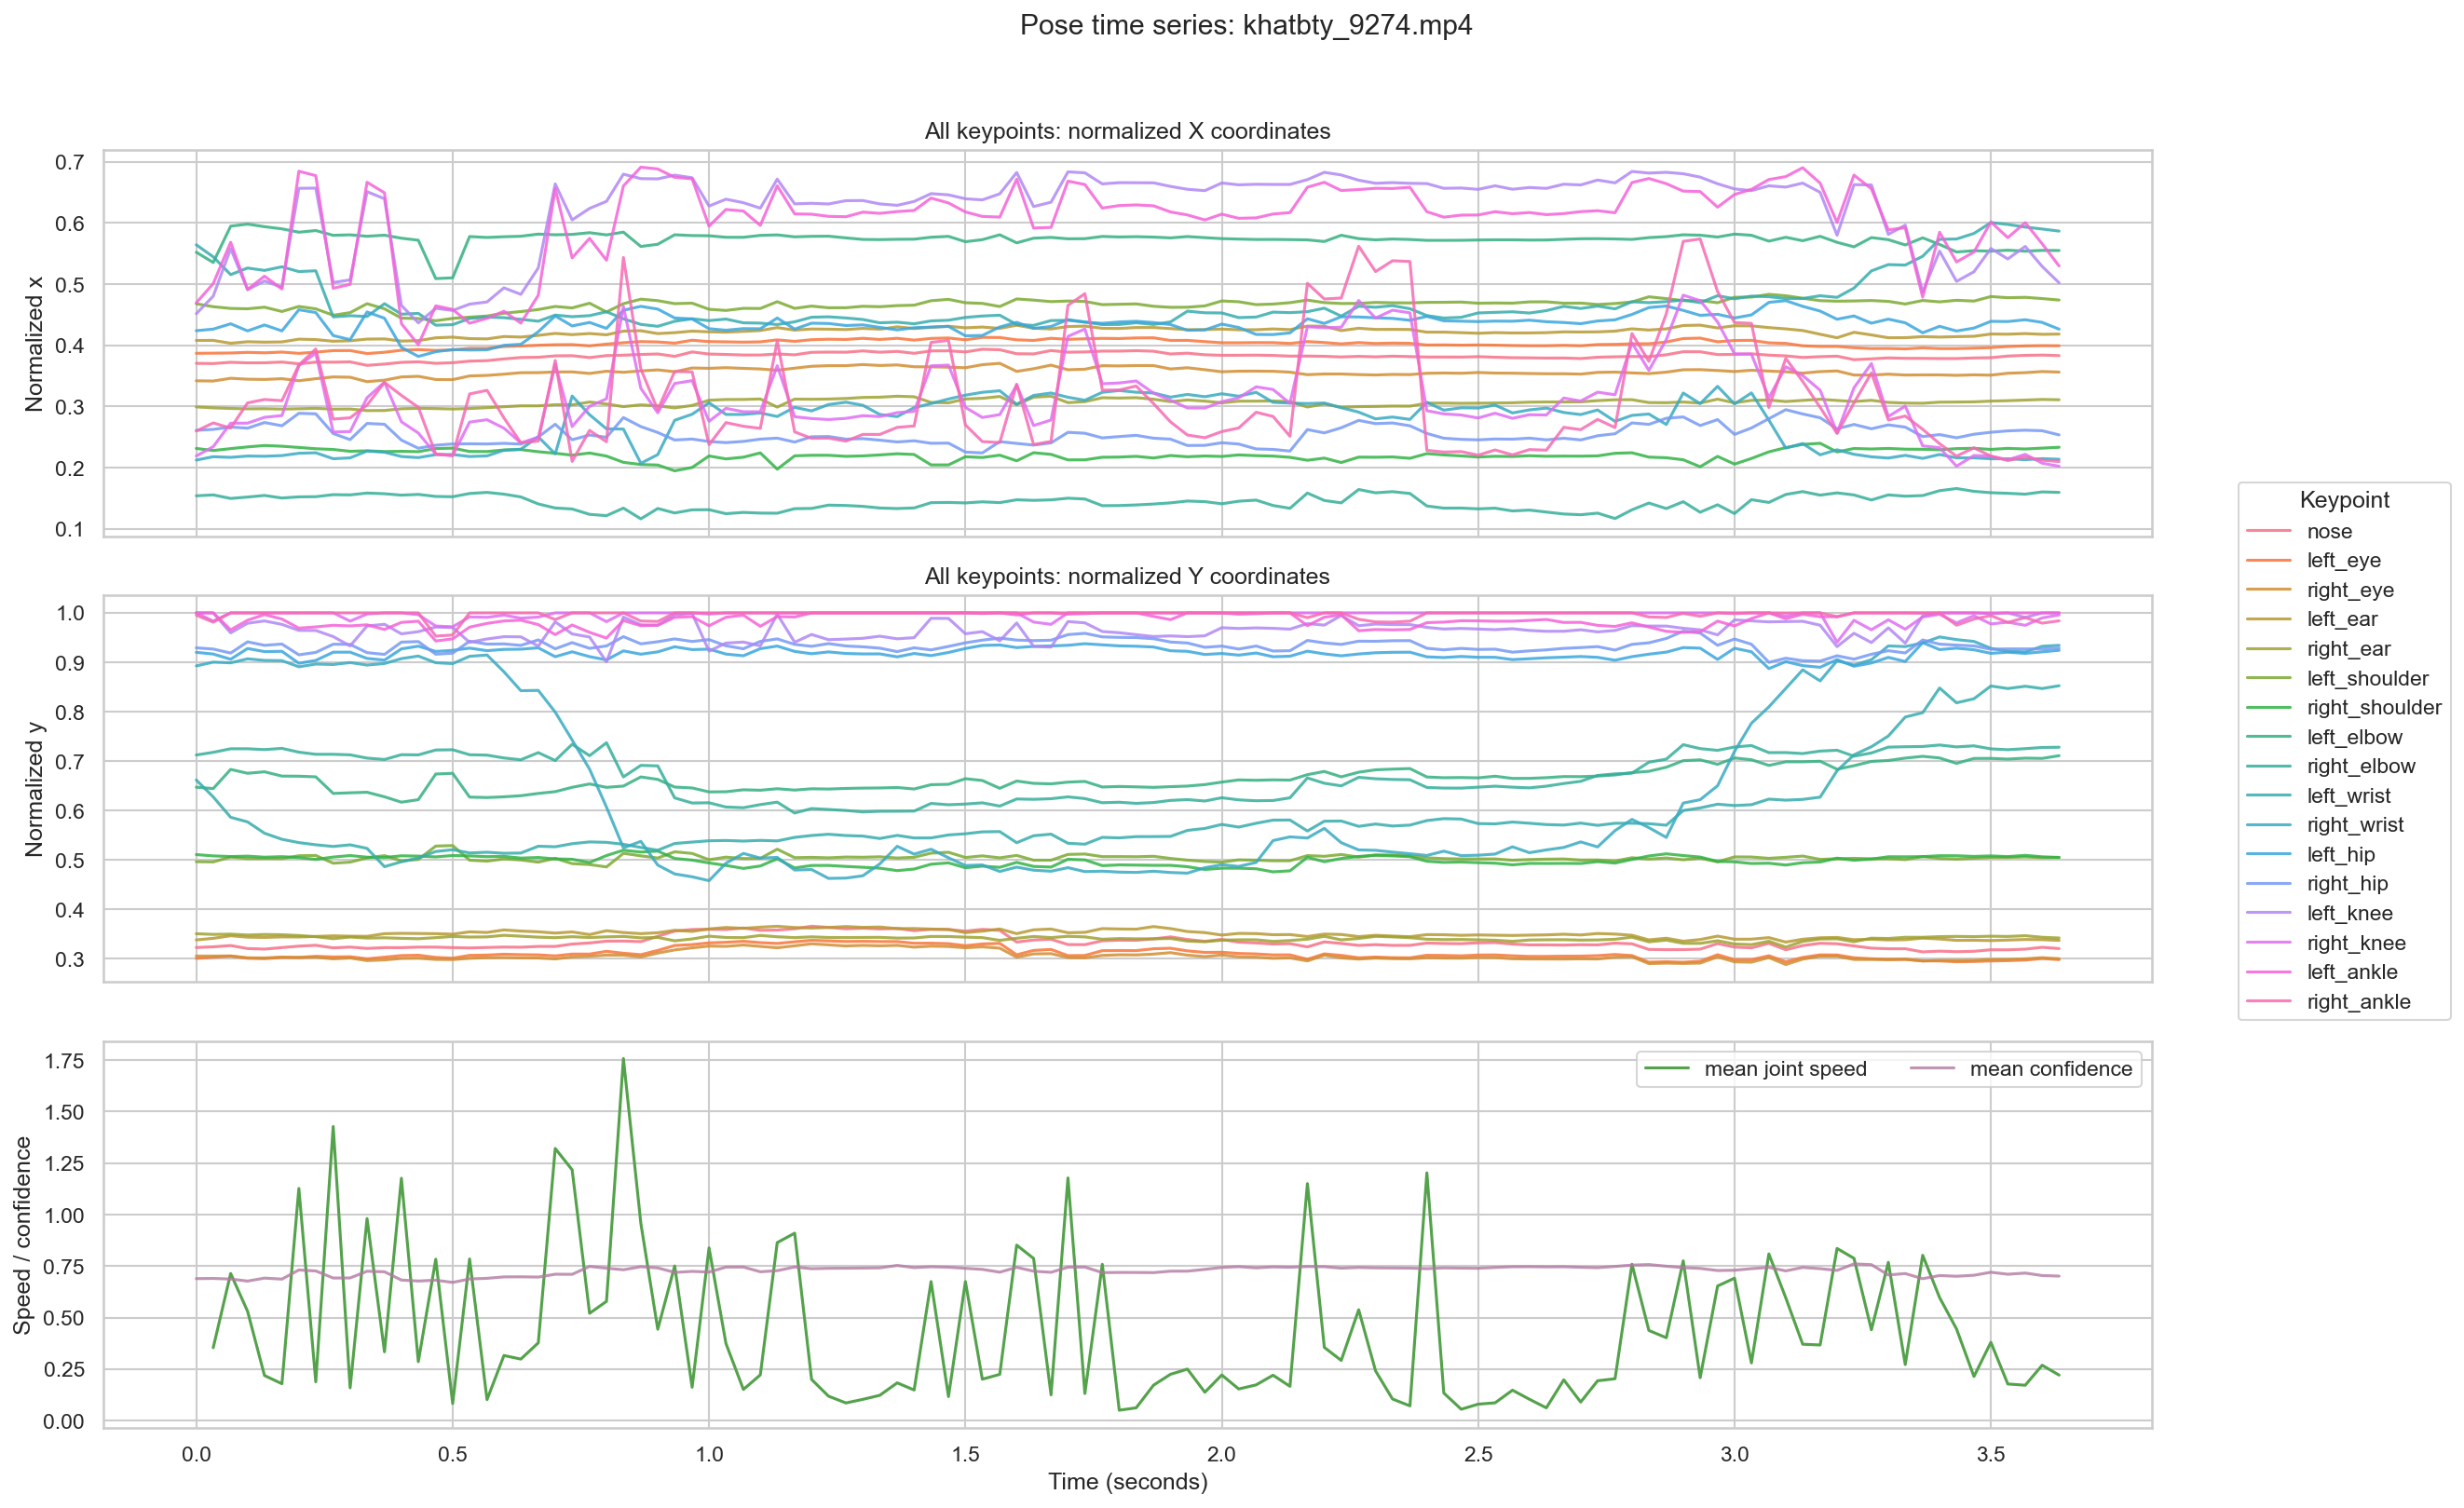 Pose time series: khatbty_9274.mp4
All keypoints: normalized X coordinates
Normalized x
0.7
0.6
0.5
0.4
0.3
0.2
0.1
All keypoints: normalized Y coordinates
Normalized y
1.0
0.9
0.8
0.7
0.6
0.5
0.4
0.3
Keypoint
nose
left_eye
right_eye
left_ear
right_ear
left_shoulder
right_shoulder
left_elbow
right_elbow
left_wrist
right_wrist
left_hip
right_hip
left_knee
right_knee
left_ankle
right_ankle
Speed / confidence
1.75
1.50
1.25
1.00
0.75
0.50
0.25
0.00
mean joint speed mean confidence
0.0 0.5 1.0 1.5 2.0 2.5 3.0 3.5
Time (seconds)